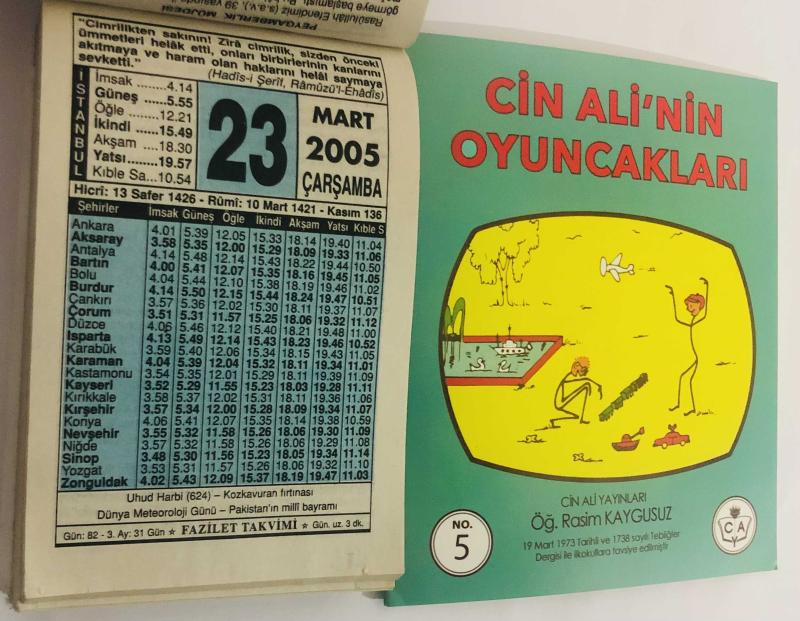 PEYGAMBERLİK MÜJDESİ
Rasûlullâh Efendimiz (s.a.v.) 39 yaşında
görmeye başlamıştı.
"Cimrilikten sakının! Zirâ cimrilik, sizden önceki
ümmetleri helâk etti, onları birbirlerinin kanlarını
akıtmaya ve haram olan haklarını helâl saymaya
sevketti."
(Hadîs-i Şerîf, Râmûzü'l-Ehâdîs)
İSTANBUL
İmsak ........4.14
Güneş ......5.55
Öğle ........12.21
İkindi .....15.49
Akşam ....18.30
Yatsı.......19.57
Kıble Sa...10.54
23
MART
2005
ÇARŞAMBA
Hicrî: 13 Safer 1426 - Rûmî: 10 Mart 1421 - Kasım 136
Şehirler İmsak Güneş Öğle İkindi Akşam Yatsı Kıble S
Ankara 4.01 5.39 12.05 15.33 18.14 19.40 11.04
Aksaray 3.58 5.35 12.00 15.29 18.09 19.33 11.06
Antalya 4.14 5.48 12.14 15.43 18.22 19.44 10.50
Bartın 4.00 5.41 12.07 15.35 18.16 19.45 11.05
Bolu 4.04 5.44 12.10 15.38 18.19 19.46 11.02
Burdur 4.14 5.50 12.15 15.44 18.24 19.47 10.51
Çankırı 3.57 5.36 12.02 15.30 18.11 19.37 11.07
Çorum 3.51 5.31 11.57 15.25 18.06 19.32 11.12
Düzce 4.06 5.46 12.12 15.40 18.21 19.48 11.00
Isparta 4.13 5.49 12.14 15.43 18.23 19.46 10.52
Karabük 3.59 5.40 12.06 15.34 18.15 19.43 11.05
Karaman 4.04 5.39 12.04 15.32 18.11 19.34 11.01
Kastamonu 3.54 5.35 12.01 15.29 18.11 19.39 11.09
Kayseri 3.52 5.29 11.55 15.23 18.03 19.28 11.11
Kırıkkale 3.58 5.37 12.02 15.31 18.11 19.36 11.06
Kırşehir 3.57 5.34 12.00 15.28 18.09 19.34 11.07
Konya 4.06 5.41 12.07 15.35 18.14 19.38 10.59
Nevşehir 3.55 5.32 11.58 15.26 18.06 19.30 11.09
Niğde 3.57 5.32 11.58 15.26 18.06 19.29 11.08
Sinop 3.48 5.30 11.56 15.23 18.05 19.34 11.14
Yozgat 3.53 5.31 11.57 15.26 18.06 19.32 11.10
Zonguldak 4.02 5.43 12.09 15.37 18.19 19.47 11.03
Uhud Harbi (624) – Kozkavuran fırtınası
Dünya Meteoroloji Günü – Pakistan'ın millî bayramı
Gün: 82 - 3. Ay: 31 Gün ★ FAZİLET TAKVİMİ ★ Gün. uz. 3 dk.
CİN ALİ'NİN
OYUNCAKLARI
CİN ALİ YAYINLARI
Öğ. Rasim KAYGUSUZ
19 Mart 1973 Tarihli ve 1738 sayılı Tebliğler
Dergisi ile ilkokullara tavsiye edilmiştir
NO.
5
C A
Y